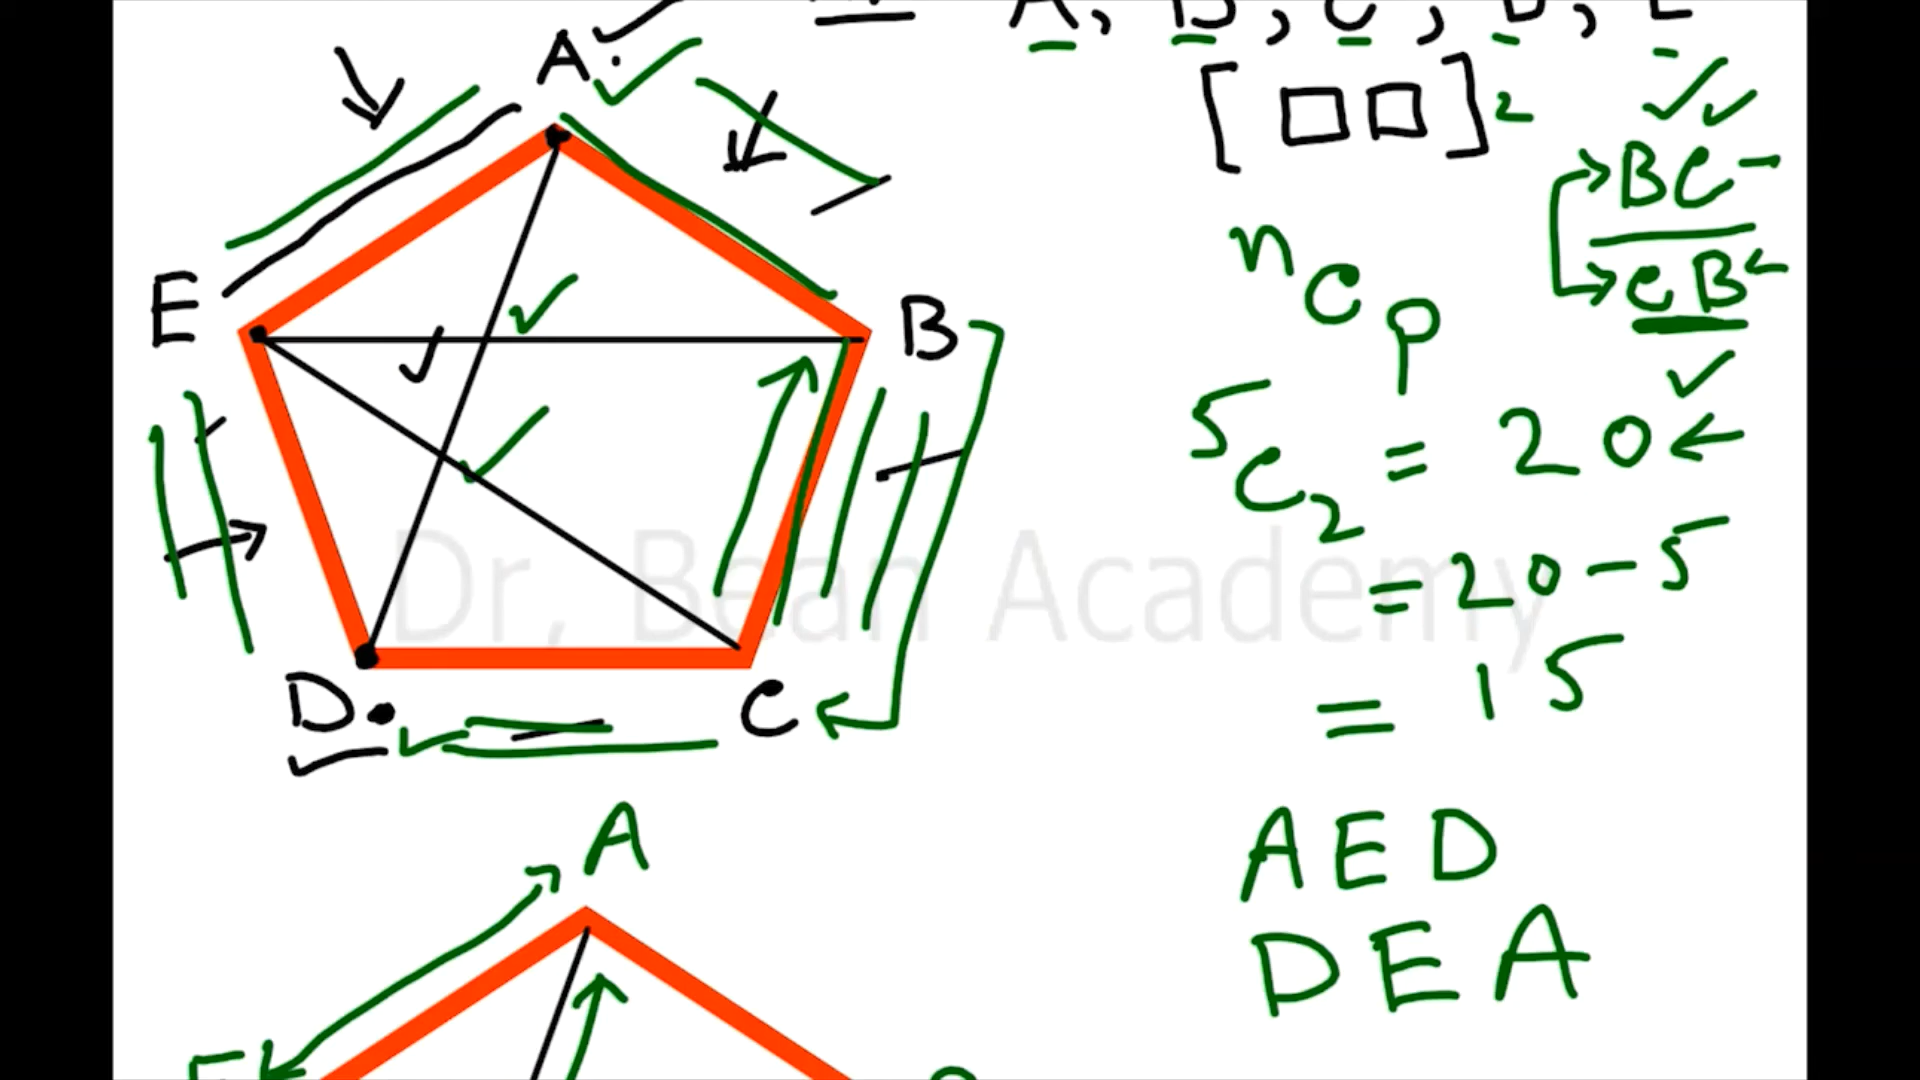 A, B, C, D, E
A
[ ]²
BC
CB
nCp
E
B
5C2 = 20
= 20 - 5
Dr. Bean Academy
= 15
D.
C
A
AED
DEA